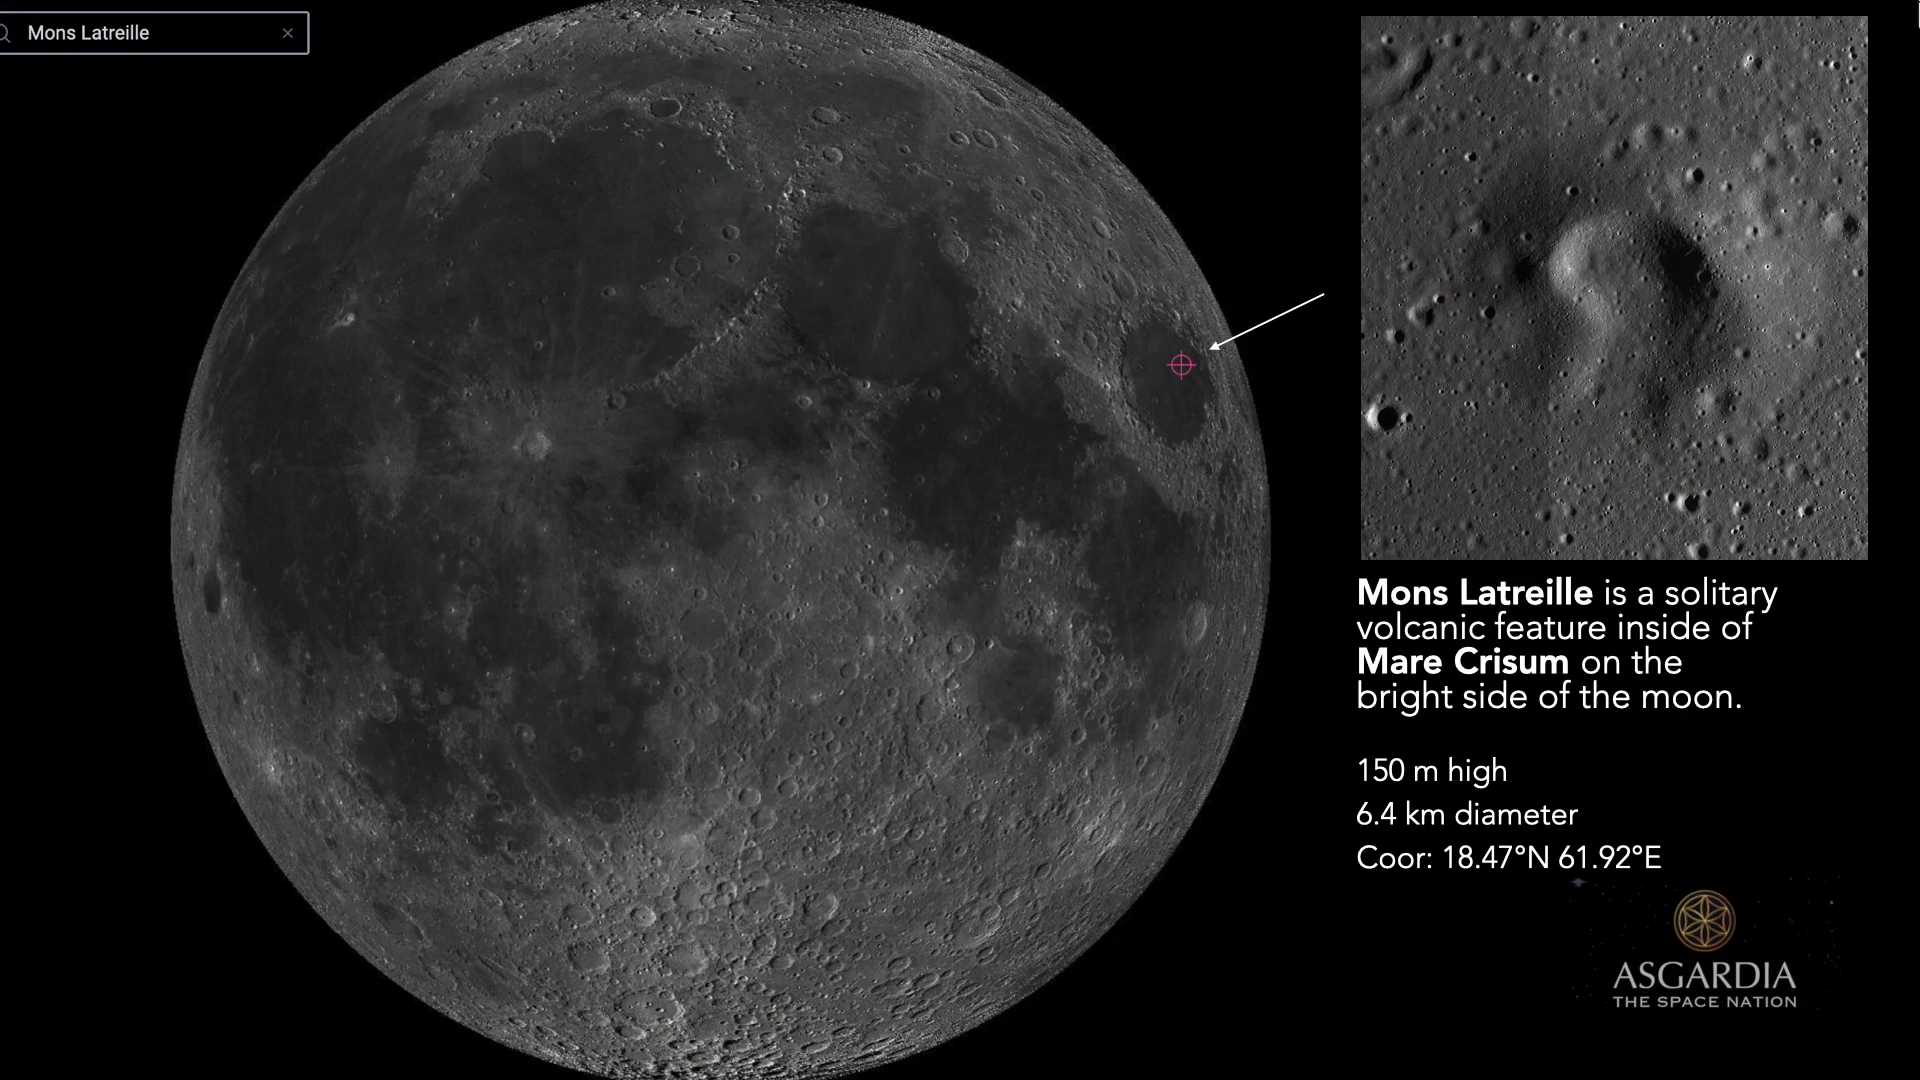 Mons Latreille
Mons Latreille is a solitary
volcanic feature inside of
Mare Crisum on the
bright side of the moon.
150 m high
6.4 km diameter
Coor: 18.47°N 61.92°E
ASGARDIA
THE SPACE NATION